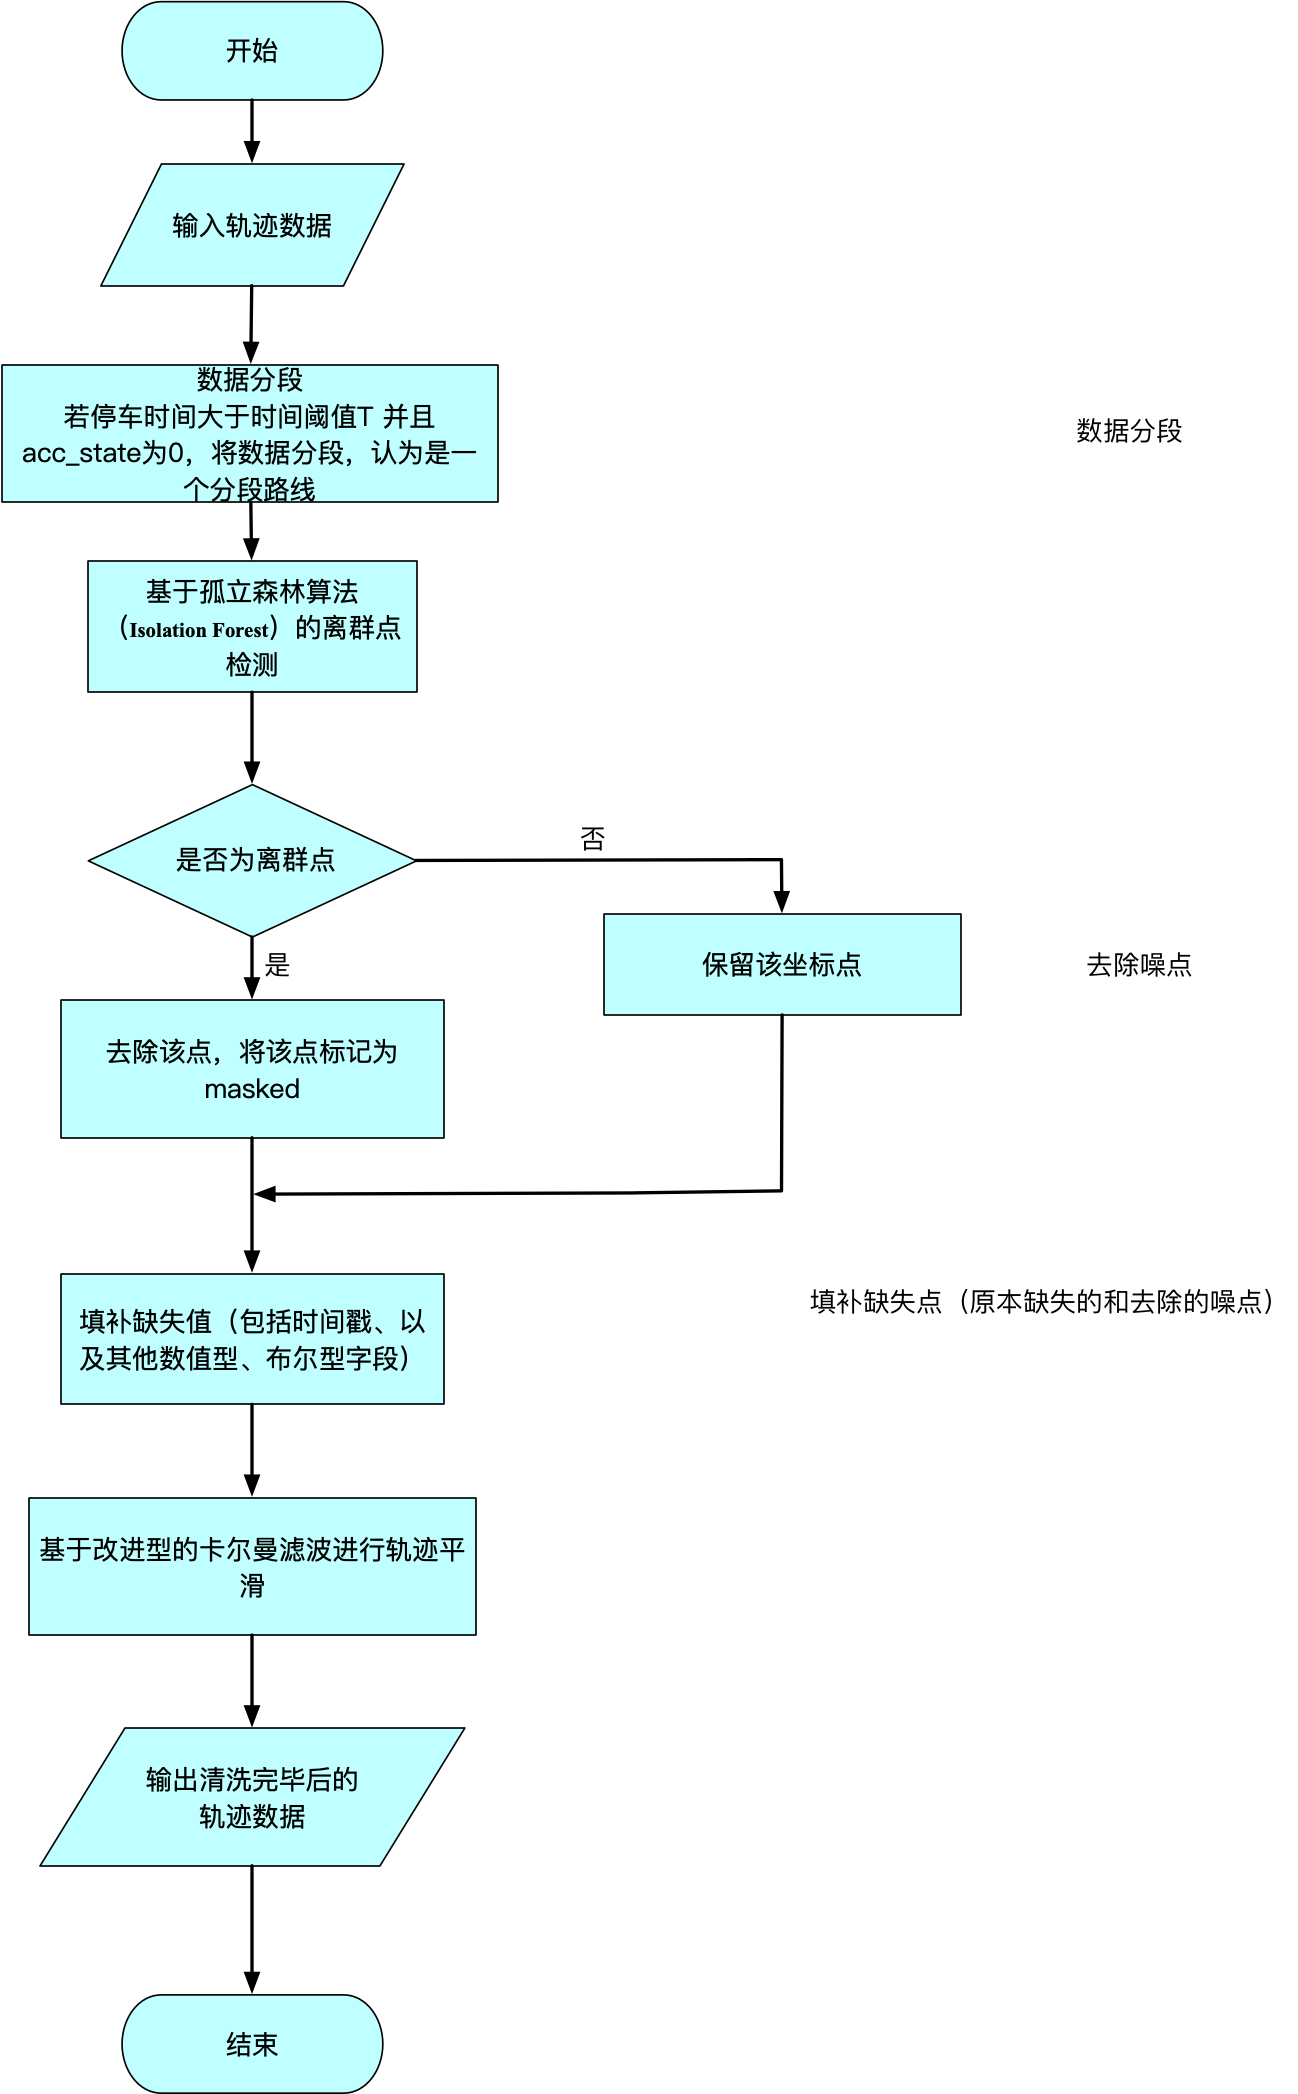 开始
输入轨迹数据
数据分段
若停车时间大于时间阈值T 并且
acc_state为0，将数据分段，认为是一
个分段路线
数据分段
基于孤立森林算法
（Isolation Forest）的离群点
检测
是否为离群点
否
是
保留该坐标点
去除噪点
去除该点，将该点标记为
masked
填补缺失值（包括时间戳、以
及其他数值型、布尔型字段）
填补缺失点（原本缺失的和去除的噪点）
基于改进型的卡尔曼滤波进行轨迹平
滑
输出清洗完毕后的
轨迹数据
结束